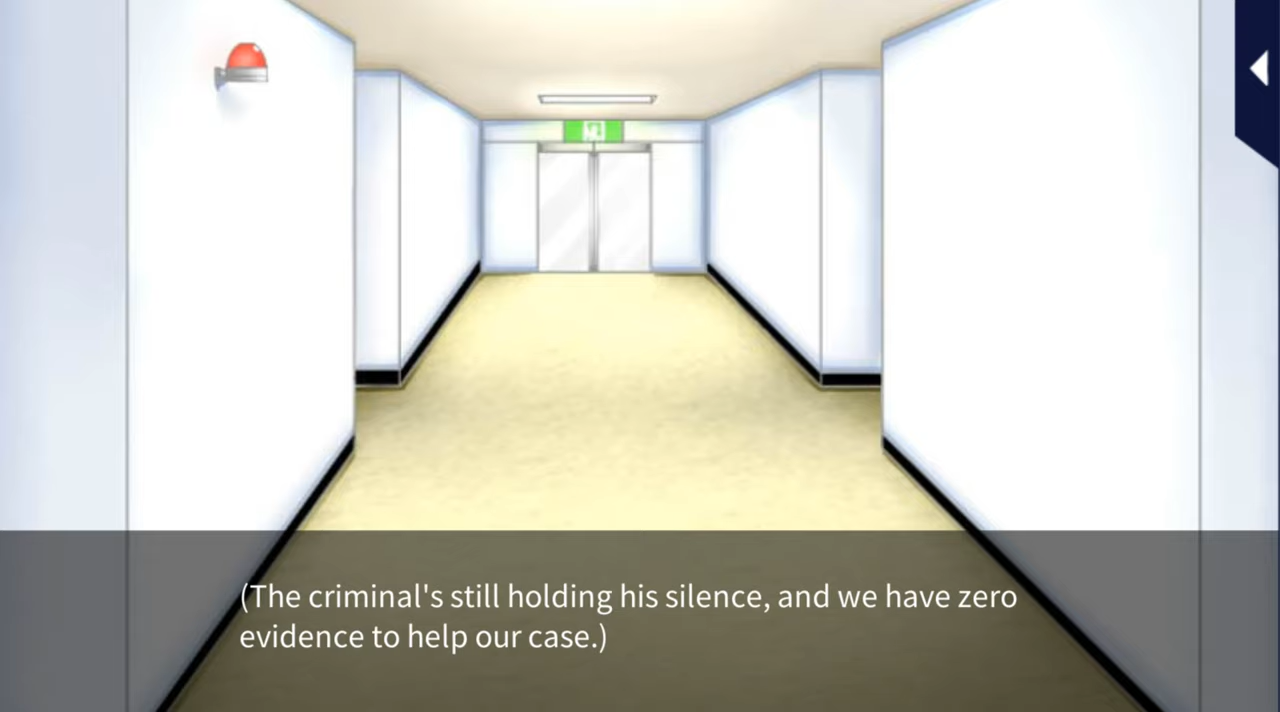 (The criminal's still holding his silence, and we have zero
evidence to help our case.)